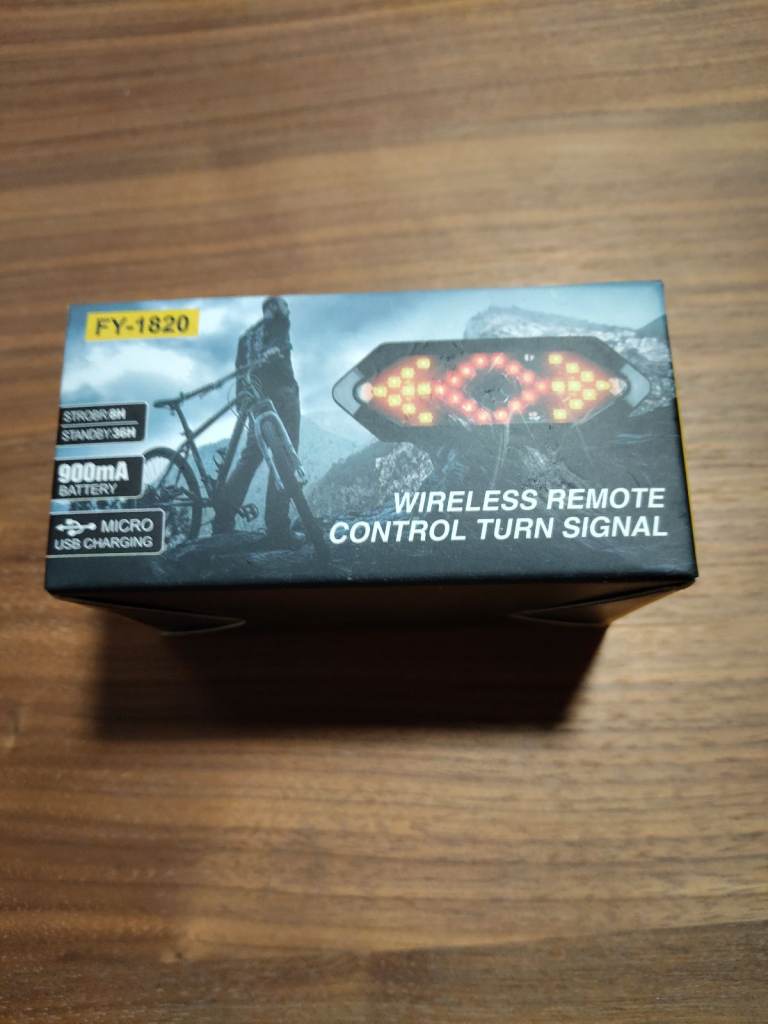 FY-1820
STROBR:8H
STANDBY:36H
900mA
BATTERY
MICRO
USB CHARGING
WIRELESS REMOTE
CONTROL TURN SIGNAL